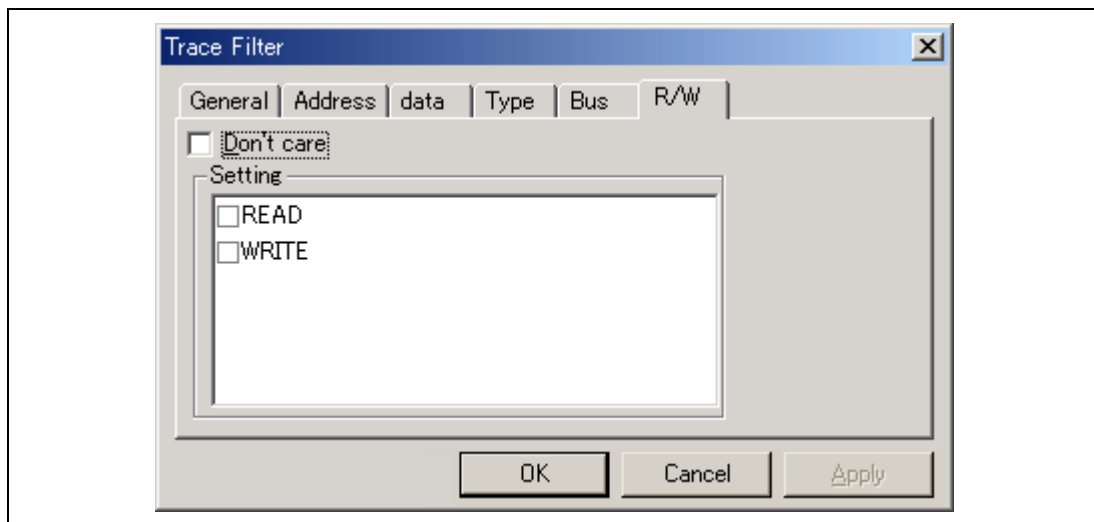 Trace Filter
General Address data Type Bus R/W
Don't care
Setting
READ
WRITE
OK Cancel Apply